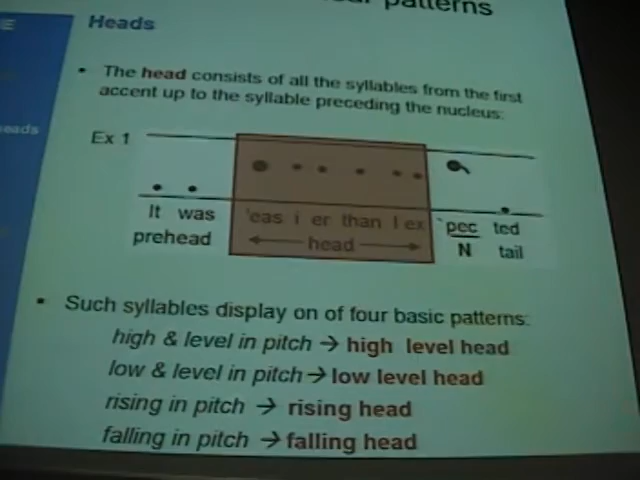 patterns
Heads
eads
• The head consists of all the syllables from the first
accent up to the syllable preceding the nucleus:
Ex 1
It was 'eas i er than I ex `pec ted
prehead head N tail
• Such syllables display on of four basic patterns:
high & level in pitch → high level head
low & level in pitch → low level head
rising in pitch → rising head
falling in pitch → falling head